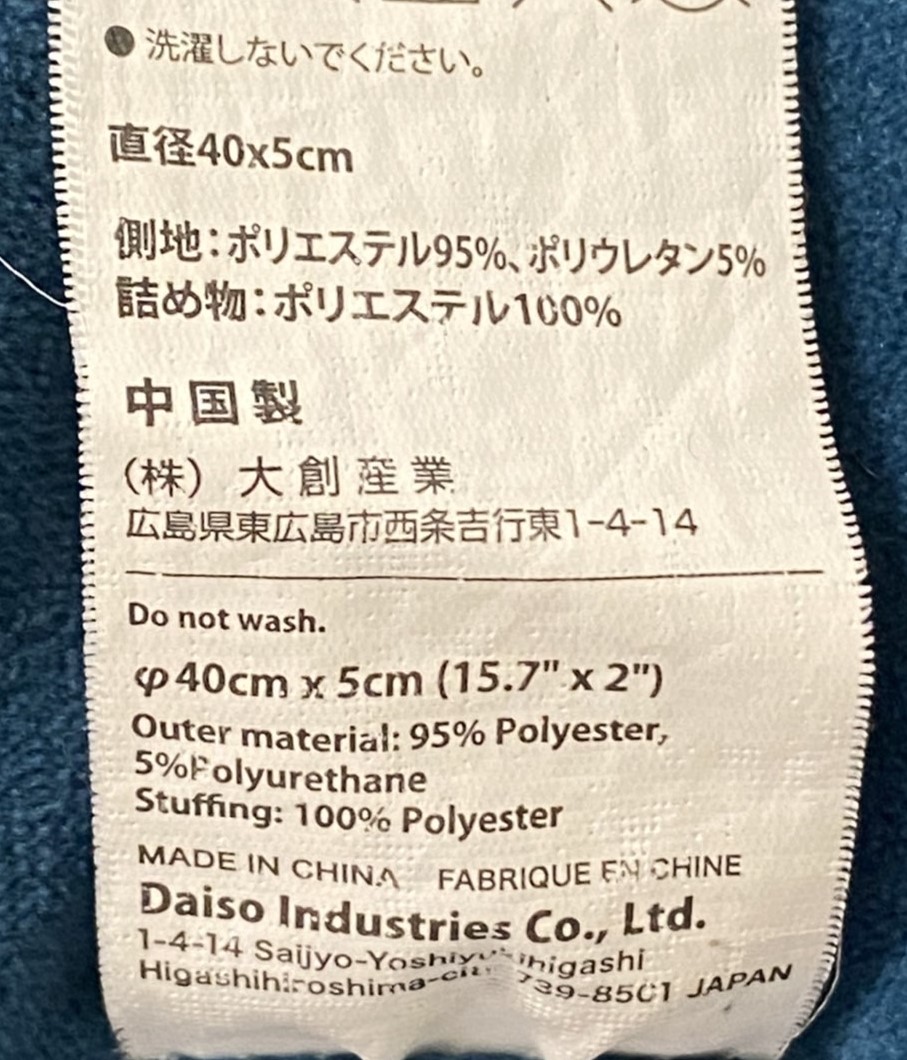 ● 洗濯しないでください。
直径40x5cm
側地：ポリエステル95%、ポリウレタン5%
詰め物：ポリエステル100%
中国製
（株） 大創産業
広島県東広島市西条吉行東1-4-14
Do not wash.
φ 40cm x 5cm (15.7" x 2")
Outer material: 95% Polyester,
5%Polyurethane
Stuffing: 100% Polyester
MADE IN CHINA FABRIQUE EN CHINE
Daiso Industries Co., Ltd.
1-4-14 Saijyo-Yoshiyukihigashi
Higashihiroshima-city 739-8501 JAPAN